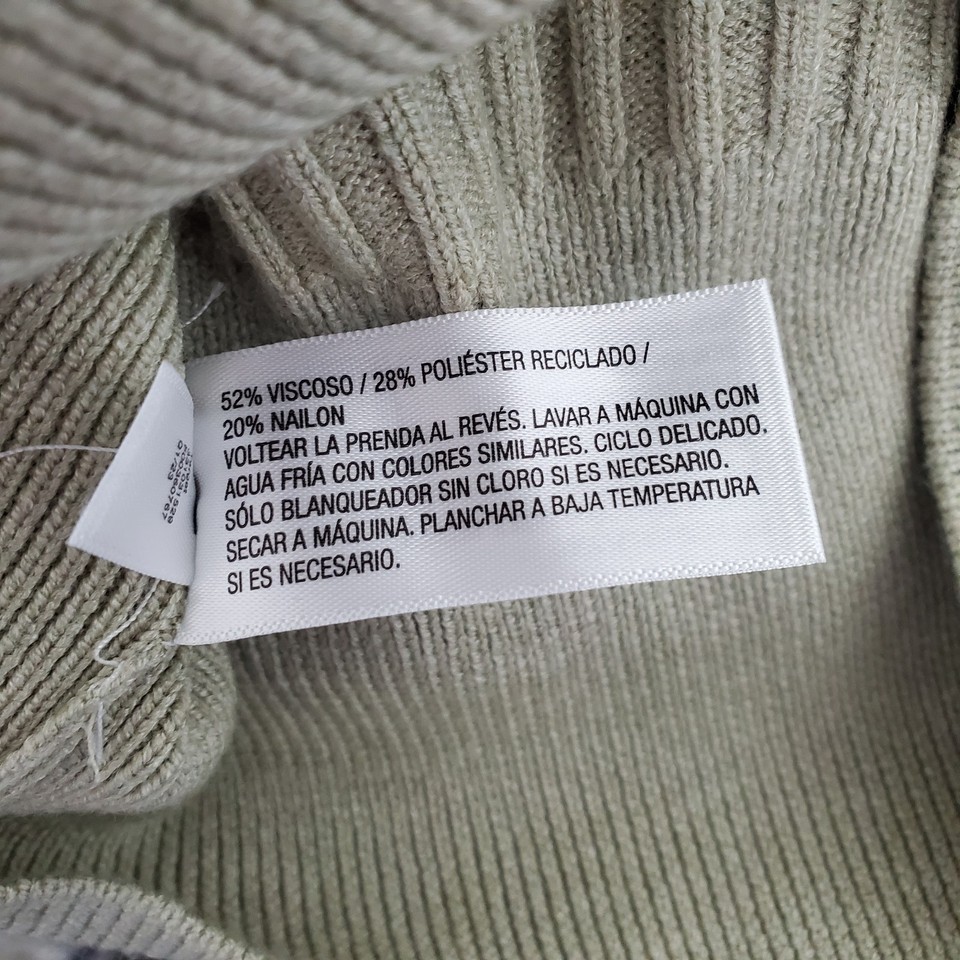 52% VISCOSO / 28% POLIÉSTER RECICLADO /
20% NAILON
VOLTEAR LA PRENDA AL REVÉS. LAVAR A MÁQUINA CON
AGUA FRÍA CON COLORES SIMILARES. CICLO DELICADO.
SÓLO BLANQUEADOR SIN CLORO SI ES NECESARIO.
SECAR A MÁQUINA. PLANCHAR A BAJA TEMPERATURA
SI ES NECESARIO.